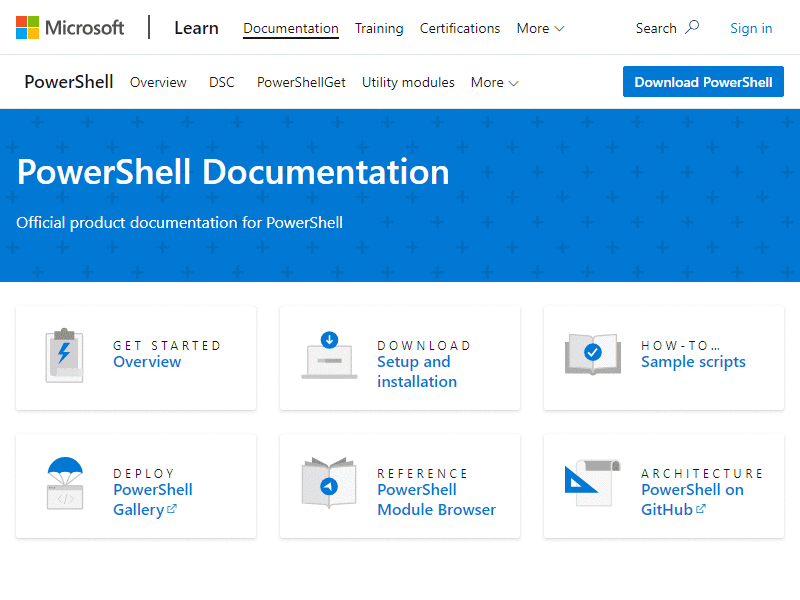 Microsoft Learn Documentation Training Certifications More Search Sign in
PowerShell Overview DSC PowerShellGet Utility modules More Download PowerShell
PowerShell Documentation
Official product documentation for PowerShell
GET STARTED
Overview
DOWNLOAD
Setup and
installation
HOW-TO…
Sample scripts
DEPLOY
PowerShell
Gallery
REFERENCE
PowerShell
Module Browser
ARCHITECTURE
PowerShell on
GitHub